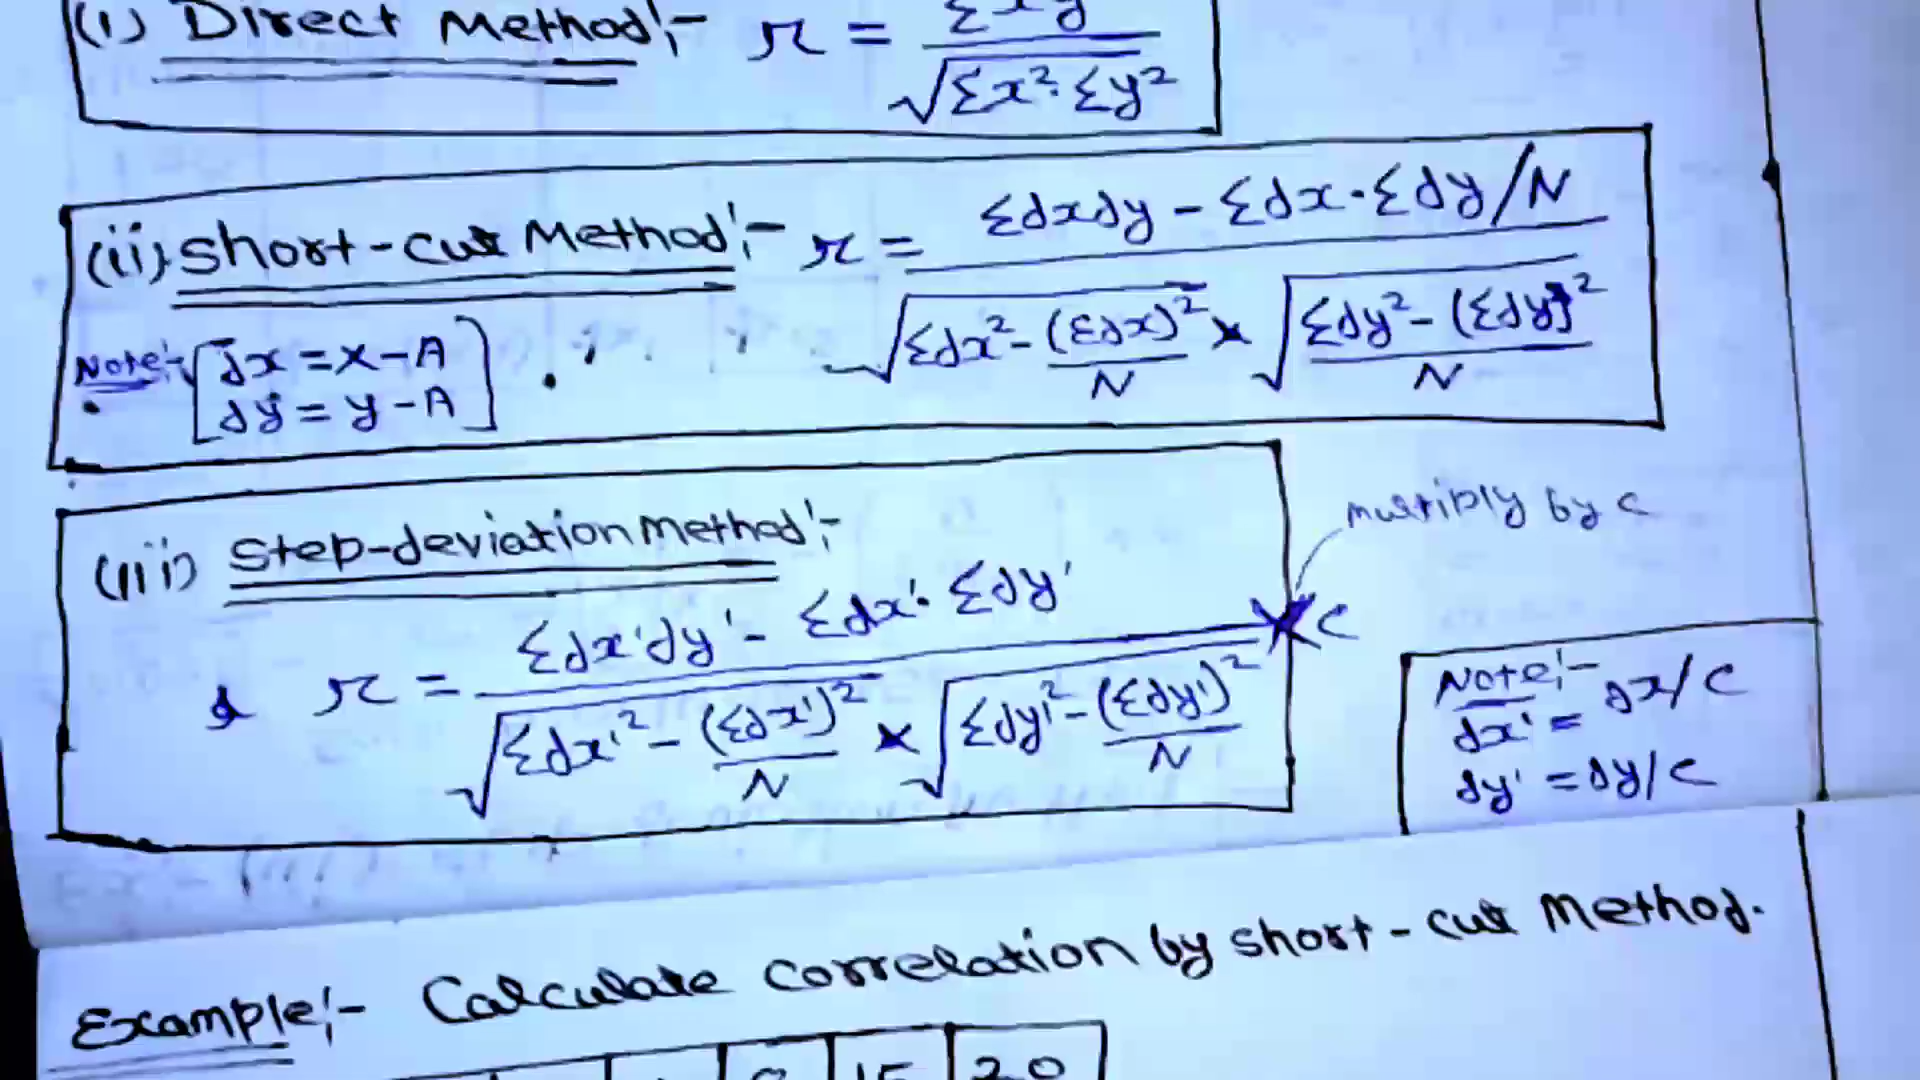 (i) Direct Method:- r = Σxy / √Σx²·Σy²
(ii) Short-cut Method:- r = Σdxdy - Σdx·Σdy/N / √Σdx² - (Σdx)²/N × √Σdy² - (Σdy)²/N
Note:- [dx = x - A
dy = y - A]
(iii) Step-deviation Method:-
multiply by c
r = Σdx'dy' - Σdx'·Σdy' / √Σdx'² - (Σdx')²/N × √Σdy'² - (Σdy')²/N × c
Note:-
dx' = dx/c
dy' = dy/c
Example:- Calculate Correlation by short-cut Method.
15 20